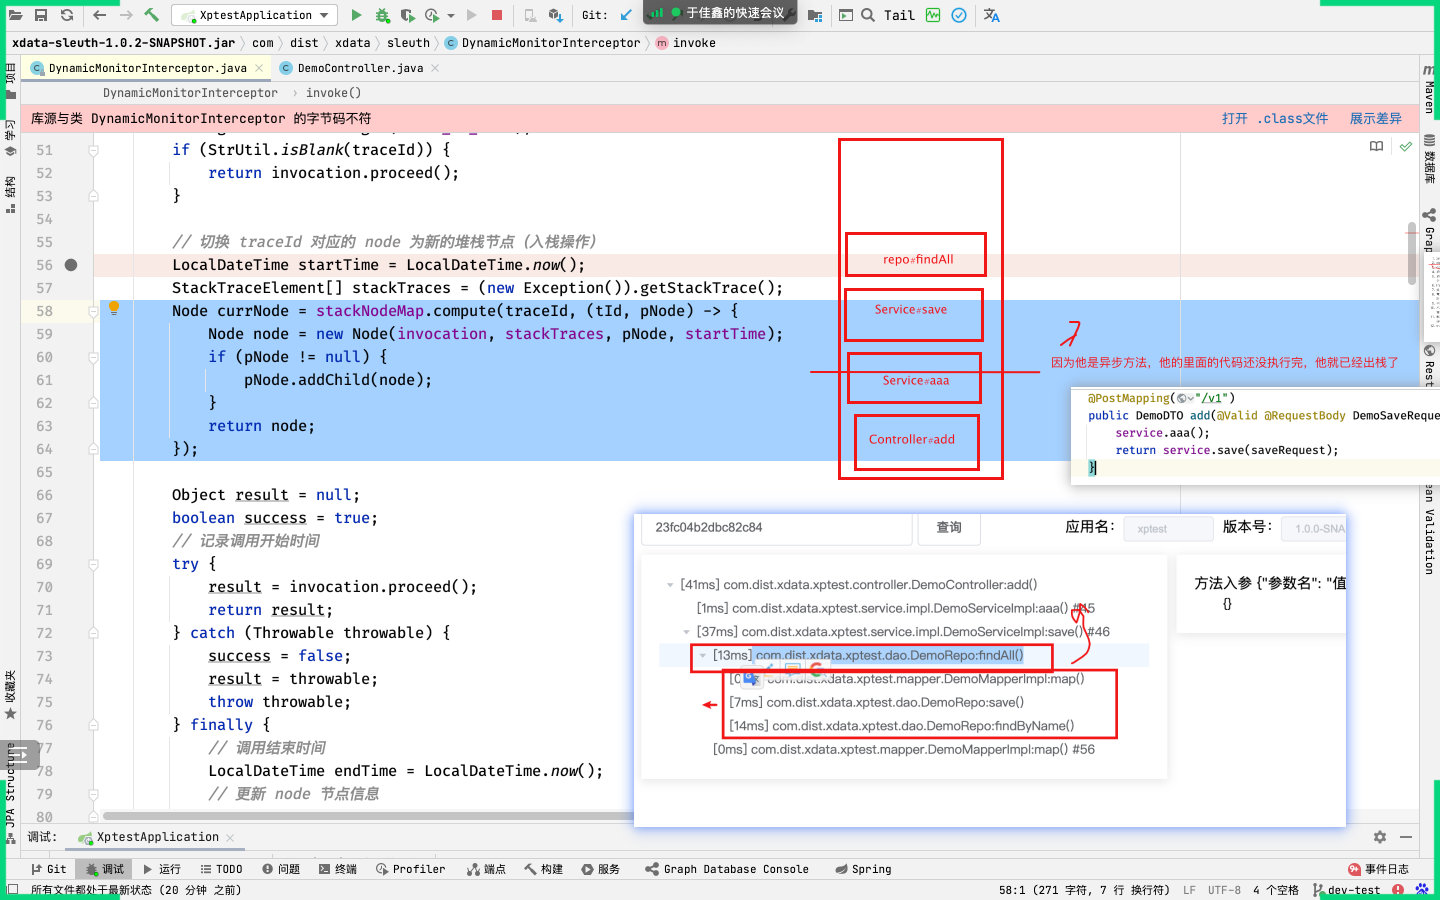 XptestApplication
Git:
于佳鑫的快速会议
Tail
xdata-sleuth-1.0.2-SNAPSHOT.jar
com
dist
xdata
sleuth
DynamicMonitorInterceptor
invoke
DynamicMonitorInterceptor.java
DemoController.java
DynamicMonitorInterceptor
invoke()
库源与类 DynamicMonitorInterceptor 的字节码不符
打开 .class文件
展示差异
51 if (StrUtil.isBlank(traceId)) {
52 return invocation.proceed();
53 }
54
55 // 切换 traceId 对应的 node 为新的堆栈节点（入栈操作）
56 LocalDateTime startTime = LocalDateTime.now();
57 StackTraceElement[] stackTraces = (new Exception()).getStackTrace();
58 Node currNode = stackNodeMap.compute(traceId, (tId, pNode) -> {
59 Node node = new Node(invocation, stackTraces, pNode, startTime);
60 if (pNode != null) {
61 pNode.addChild(node);
62 }
63 return node;
64 });
65
66 Object result = null;
67 boolean success = true;
68 // 记录调用开始时间
69 try {
70 result = invocation.proceed();
71 return result;
72 } catch (Throwable throwable) {
73 success = false;
74 result = throwable;
75 throw throwable;
76 } finally {
77 // 调用结束时间
78 LocalDateTime endTime = LocalDateTime.now();
79 // 更新 node 节点信息
80
repo#findAll
Service#save
Service#aaa
Controller#add
因为他是异步方法，他的里面的代码还没执行完，他就已经出栈了
@PostMapping("/v1")
public DemoDTO add(@Valid @RequestBody DemoSaveReque
service.aaa();
return service.save(saveRequest);
}
23fc04b2dbc82c84
查询
应用名：
xptest
版本号：
1.0.0-SNA
[41ms] com.dist.xdata.xptest.controller.DemoController:add()
[1ms] com.dist.xdata.xptest.service.impl.DemoServiceImpl:aaa()
[37ms] com.dist.xdata.xptest.service.impl.DemoServiceImpl:save() #46
[13ms] com.dist.xdata.xptest.dao.DemoRepo:findAll()
com.dist.xdata.xptest.mapper.DemoMapperImpl:map()
[7ms] com.dist.xdata.xptest.dao.DemoRepo:save()
[14ms] com.dist.xdata.xptest.dao.DemoRepo:findByName()
[0ms] com.dist.xdata.xptest.mapper.DemoMapperImpl:map() #56
方法入参 {"参数名": "值
{}
项目
学习
结构
收藏夹
JPA Structure
Maven
数据库
Grap
Rest
ean Validation
调试:
XptestApplication
Git
调试
运行
TODO
问题
终端
Profiler
端点
构建
服务
Graph Database Console
Spring
事件日志
所有文件都处于最新状态 (20 分钟 之前)
58:1 (271 字符, 7 行 换行符)
LF
UTF-8
4 个空格
dev-test